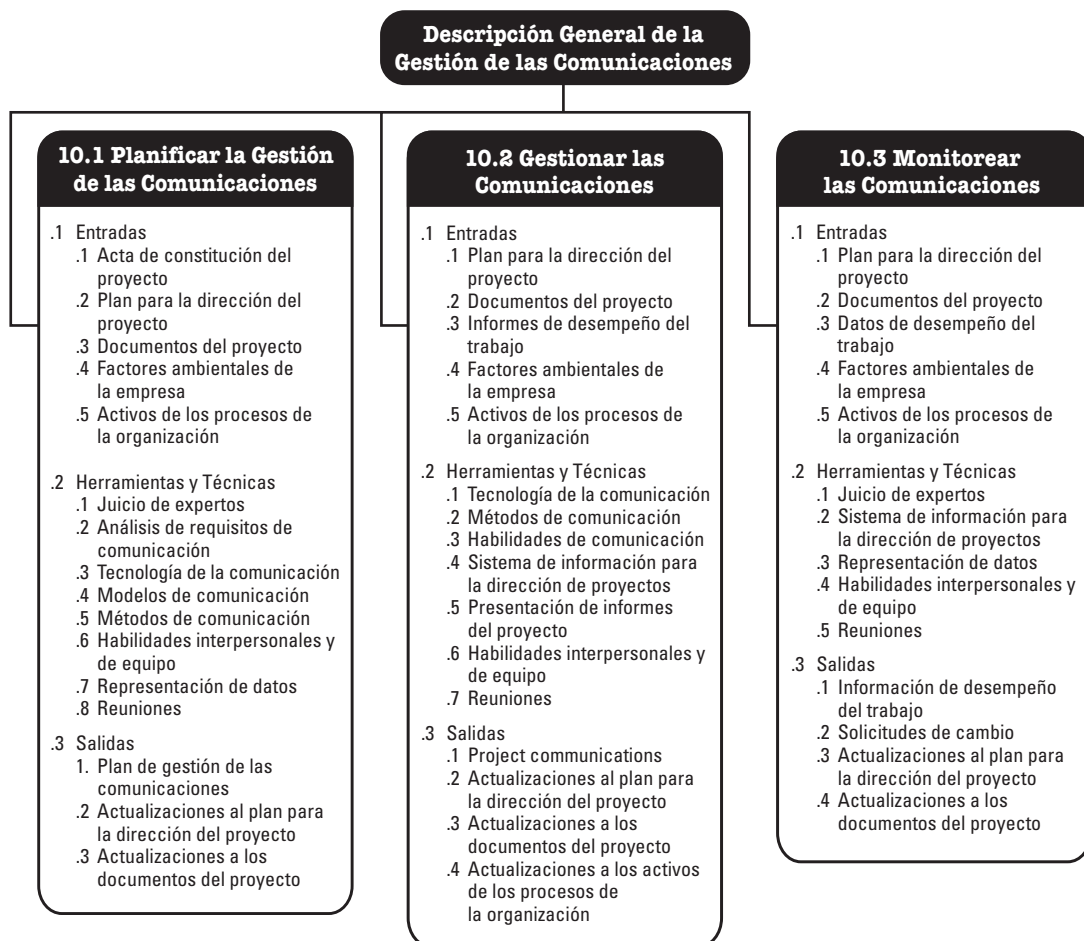 Descripción General de la
Gestión de las Comunicaciones
10.1 Planificar la Gestión
de las Comunicaciones
.1 Entradas
.1 Acta de constitución del
proyecto
.2 Plan para la dirección del
proyecto
.3 Documentos del proyecto
.4 Factores ambientales de
la empresa
.5 Activos de los procesos de
la organización
.2 Herramientas y Técnicas
.1 Juicio de expertos
.2 Análisis de requisitos de
comunicación
.3 Tecnología de la comunicación
.4 Modelos de comunicación
.5 Métodos de comunicación
.6 Habilidades interpersonales y
de equipo
.7 Representación de datos
.8 Reuniones
.3 Salidas
1. Plan de gestión de las
comunicaciones
.2 Actualizaciones al plan para
la dirección del proyecto
.3 Actualizaciones a los
documentos del proyecto
10.2 Gestionar las
Comunicaciones
.1 Entradas
.1 Plan para la dirección del
proyecto
.2 Documentos del proyecto
.3 Informes de desempeño del
trabajo
.4 Factores ambientales de
la empresa
.5 Activos de los procesos de
la organización
.2 Herramientas y Técnicas
.1 Tecnología de la comunicación
.2 Métodos de comunicación
.3 Habilidades de comunicación
.4 Sistema de información para
la dirección de proyectos
.5 Presentación de informes
del proyecto
.6 Habilidades interpersonales y
de equipo
.7 Reuniones
.3 Salidas
.1 Project communications
.2 Actualizaciones al plan para
la dirección del proyecto
.3 Actualizaciones a los
documentos del proyecto
.4 Actualizaciones a los activos
de los procesos de
la organización
10.3 Monitorear
las Comunicaciones
.1 Entradas
.1 Plan para la dirección del
proyecto
.2 Documentos del proyecto
.3 Datos de desempeño del
trabajo
.4 Factores ambientales de
la empresa
.5 Activos de los procesos de
la organización
.2 Herramientas y Técnicas
.1 Juicio de expertos
.2 Sistema de información para
la dirección de proyectos
.3 Representación de datos
.4 Habilidades interpersonales y
de equipo
.5 Reuniones
.3 Salidas
.1 Información de desempeño
del trabajo
.2 Solicitudes de cambio
.3 Actualizaciones al plan para
la dirección del proyecto
.4 Actualizaciones a los
documentos del proyecto